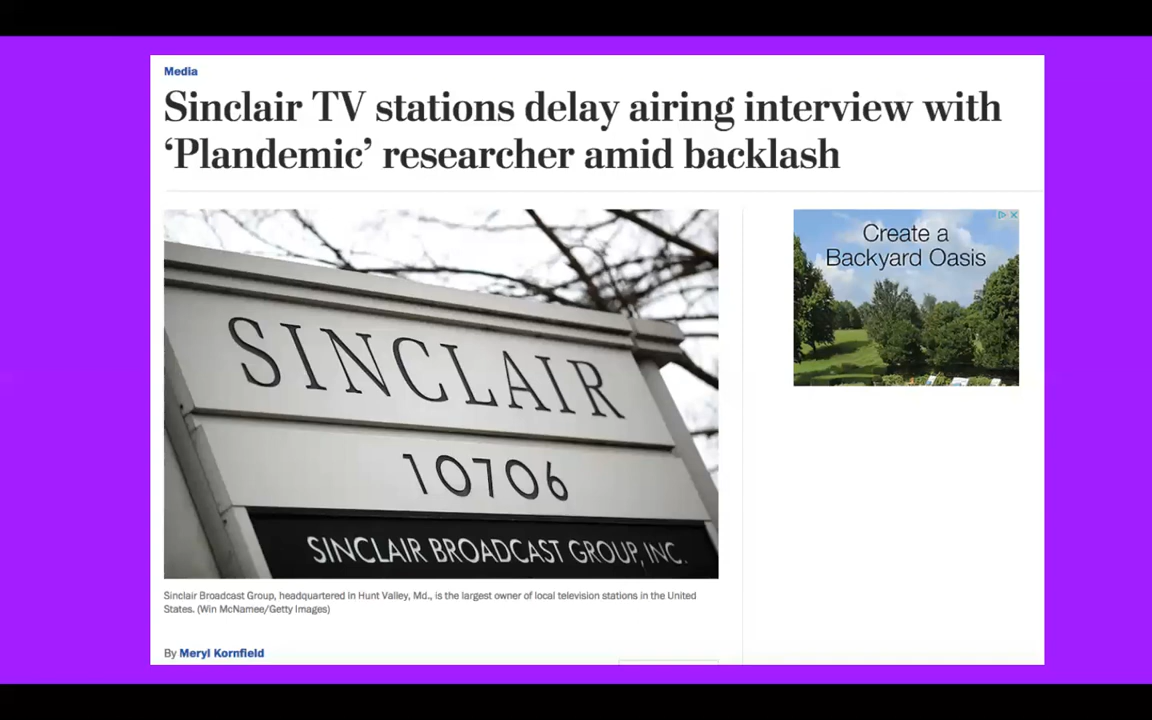 Media
Sinclair TV stations delay airing interview with
‘Plandemic’ researcher amid backlash
Create a
Backyard Oasis
SINCLAIR
10706
SINCLAIR BROADCAST GROUP, INC.
Sinclair Broadcast Group, headquartered in Hunt Valley, Md., is the largest owner of local television stations in the United
States. (Win McNamee/Getty Images)
By Meryl Kornfield